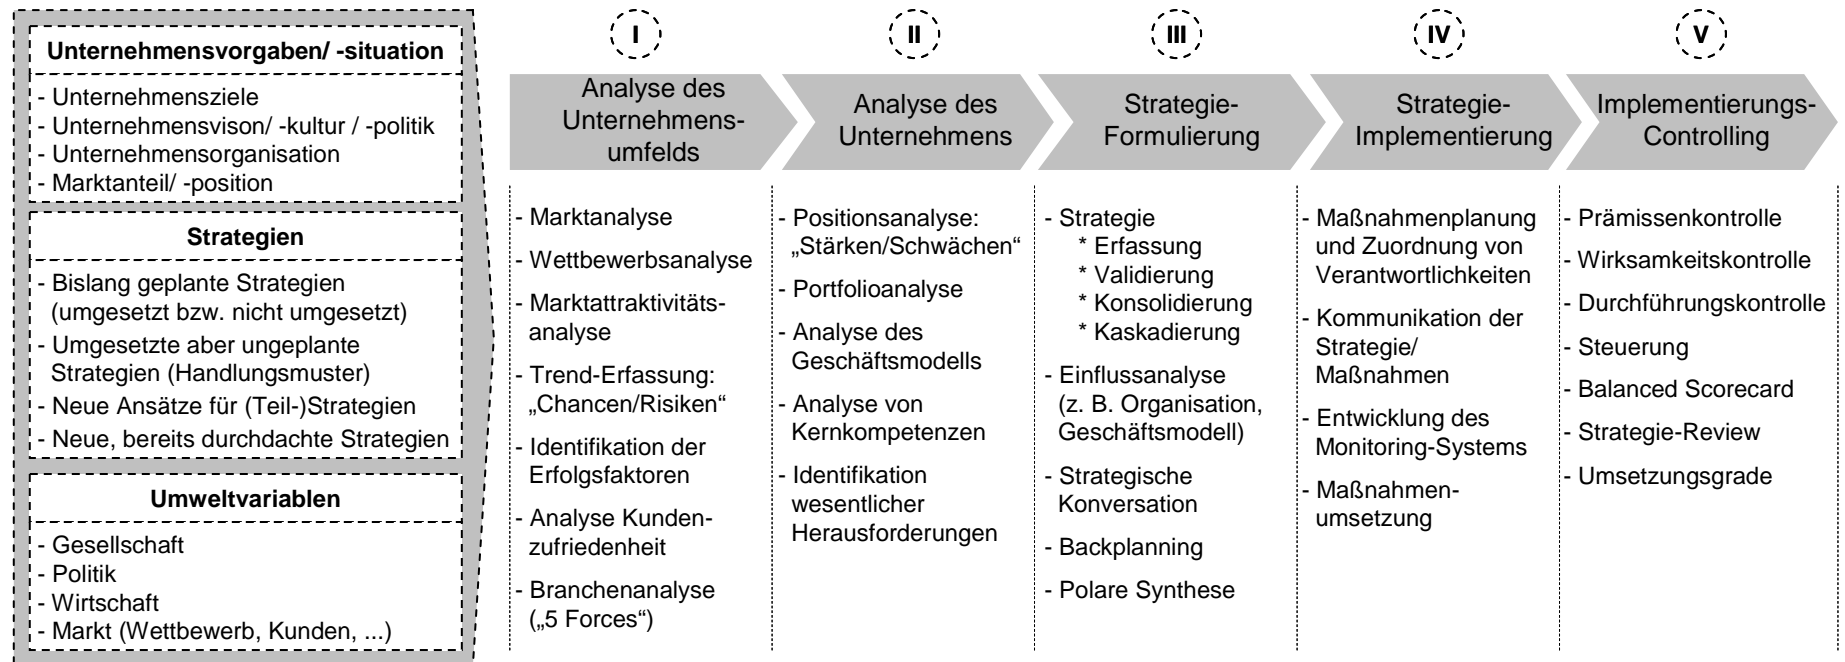 Unternehmensvorgaben/ -situation
- Unternehmensziele
- Unternehmensvison/ -kultur / -politik
- Unternehmensorganisation
- Marktanteil/ -position
Strategien
- Bislang geplante Strategien
(umgesetzt bzw. nicht umgesetzt)
- Umgesetzte aber ungeplante
Strategien (Handlungsmuster)
- Neue Ansätze für (Teil-)Strategien
- Neue, bereits durchdachte Strategien
Umweltvariablen
- Gesellschaft
- Politik
- Wirtschaft
- Markt (Wettbewerb, Kunden, ...)
I
Analyse des
Unternehmens-
umfelds
- Marktanalyse
- Wettbewerbsanalyse
- Marktattraktivitäts-
analyse
- Trend-Erfassung:
„Chancen/Risiken“
- Identifikation der
Erfolgsfaktoren
- Analyse Kunden-
zufriedenheit
- Branchenanalyse
(„5 Forces“)
II
Analyse des
Unternehmens
- Positionsanalyse:
„Stärken/Schwächen“
- Portfolioanalyse
- Analyse des
Geschäftsmodells
- Analyse von
Kernkompetenzen
- Identifikation
wesentlicher
Herausforderungen
III
Strategie-
Formulierung
- Strategie
* Erfassung
* Validierung
* Konsolidierung
* Kaskadierung
- Einflussanalyse
(z. B. Organisation,
Geschäftsmodell)
- Strategische
Konversation
- Backplanning
- Polare Synthese
IV
Strategie-
Implementierung
- Maßnahmenplanung
und Zuordnung von
Verantwortlichkeiten
- Kommunikation der
Strategie/
Maßnahmen
- Entwicklung des
Monitoring-Systems
- Maßnahmen-
umsetzung
V
Implementierungs-
Controlling
- Prämissenkontrolle
- Wirksamkeitskontrolle
- Durchführungskontrolle
- Steuerung
- Balanced Scorecard
- Strategie-Review
- Umsetzungsgrade